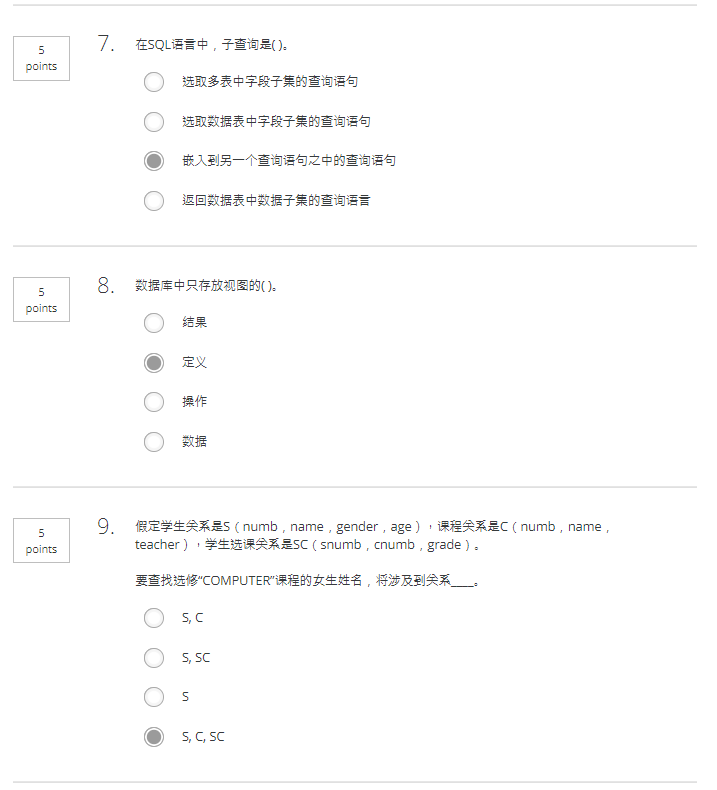 5
points
7.
在SQL语言中，子查询是( )。
选取多表中字段子集的查询语句
选取数据表中字段子集的查询语句
嵌入到另一个查询语句之中的查询语句
返回数据表中数据子集的查询语言
5
points
8.
数据库中只存放视图的( )。
结果
定义
操作
数据
5
points
9.
假定学生关系是S（numb，name，gender，age），课程关系是C（numb，name，
teacher），学生选课关系是SC（snumb，cnumb，grade）。
要查找选修“COMPUTER”课程的女生姓名，将涉及到关系____。
S, C
S, SC
S
S, C, SC